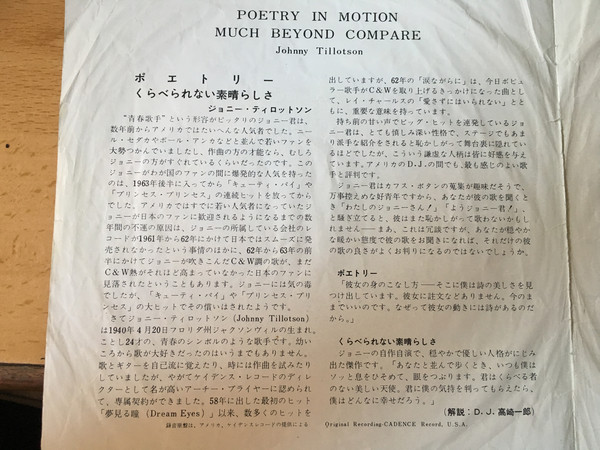 POETRY IN MOTION
MUCH BEYOND COMPARE
Johnny Tillotson
ポエトリー
くらべられない素晴らしさ
ジョニー・ティロットソン
“青春歌手”という形容がピッタリのジョニー君は、
数年前からアメリカではたいへんな人気者でした。ニー
ル・セダカやポール・アンカなどと並んで若いファンを
大勢つかんでいましたし、作曲の方の才能なら、むしろ
ジョニーの方がすぐれているくらいだったのです。この
ジョニーがわが国のファンの間に爆発的な人気を持った
のは、1963年後半に入ってから「キューティ・パイ」や
「プリンセス・プリンセス」の連続ヒットを放ってから
でした。アメリカではすでに若い人気者になっていたジ
ョニーが日本のファンに歓迎されるようになるまでの数
年間の不運の原因は、ジョニーの所属している会社のレ
コードが1961年から62年にかけて日本ではスムーズに発
売されなかったという事情のほかに、62年から63年の前
半にかけてジョニーが吹きこんだC&W調の歌が、まだ
C&W熱がそれほど高まっていなかった日本のファンに
見落されたということもあります。ジョニーには気の毒
でしたが、「キューティ・パイ」や「プリンセス・プリン
セス」の大ヒットでその償いはされたようです。
さてジョニー・ティロットソン(Johnny Tillotson)
は1940年4月20日フロリダ州ジャクソンヴィルの生まれ。
ことし24才の、青春のシンボルのような歌手です。幼い
ころから歌が大好きだったのはいうまでもありません。
歌とギターを自己流に覚えたり、時には作曲を試みたり
していましたが、やがてケイデンス・レコードのディレ
クターとして名が高いアーチー・ブライヤーに認められ
て、専属契約ができました。58年に出した最初のヒット
「夢見る瞳(Dream Eyes)」以来、数多くのヒットを
録音原盤は、アメリカ、ケイデンスレコードの提供による
出していますが、62年の「涙ながらに」は、今日ポピュ
ラー歌手がC&Wを取り上げるきっかけになった曲とし
て、レイ・チャールスの「愛さずにはいられない」とと
もに、重要な意味を持っています。
持ち前の甘い声でビッグ・ヒットを連発しているジョ
ニー君は、とても慎しみ深い性格で、ステージでもあま
り派手な紹介をされると恥かしがって舞台裏に隠れてい
るほどでしたが、こういう謙虚な人柄は皆に好感を与え
ています。アメリカのD.J.の間でも、最も感じのよい歌
手と評判です。
ジョニー君はカフス・ボタンの蒐集が趣味だそうで、
万事控えめな好青年ですから、あなたが彼の歌を聞くと
き「わたしのジョニーさん!」「ようジョニー君!」、
と騒ぎ立てると、彼はまた恥かしがって歌わないかもし
れません――まあ、これは冗談ですが、あなたが穏やか
な暖かい態度で彼の歌をお聞きになれば、それだけの彼
の歌の良さがよくお判りになるのではないでしょうか。
ポエトリー
「彼女の身のこなし方――そこに僕は詩の美しさを見
つけ出しています。彼女に註文などありません、今のま
までいいのです。なぜって彼女の動きには詩があるのだ
から。」
くらべられない素晴らしさ
ジョニーの自作自演で、穏やかで優しい人格がにじみ
出た傑作です。「あなたと並んで歩くとき、いつも僕は
ソッと息をひそめて、眼をつぶります。君はくらべる者
のない美しい天使。君に僕の気持を判ってもらえたら、
僕はどんなに幸せだろう。」
(解説:D.J.高崎一郎)
Original Recording-CADENCE Record, U.S.A.